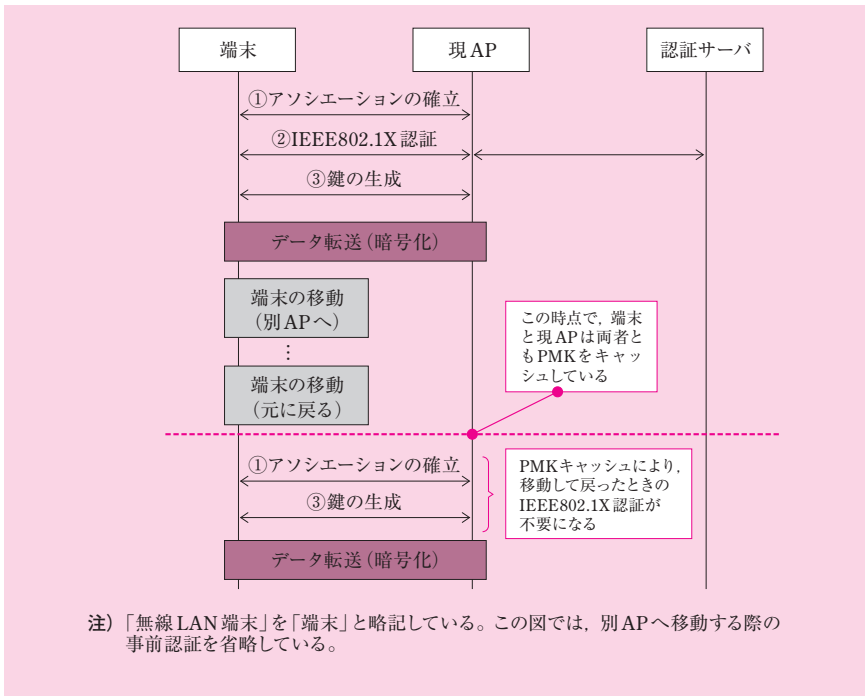 端末
現AP
認証サーバ
①アソシエーションの確立
②IEEE802.1X認証
③鍵の生成
データ転送(暗号化)
端末の移動
(別APへ)
⋮
端末の移動
(元に戻る)
この時点で,端末
と現APは両者と
もPMKをキャッ
シュしている
①アソシエーションの確立
③鍵の生成
PMKキャッシュにより,
移動して戻ったときの
IEEE802.1X認証が
不要になる
データ転送(暗号化)
注)「無線LAN端末」を「端末」と略記している。この図では,別APへ移動する際の
事前認証を省略している。